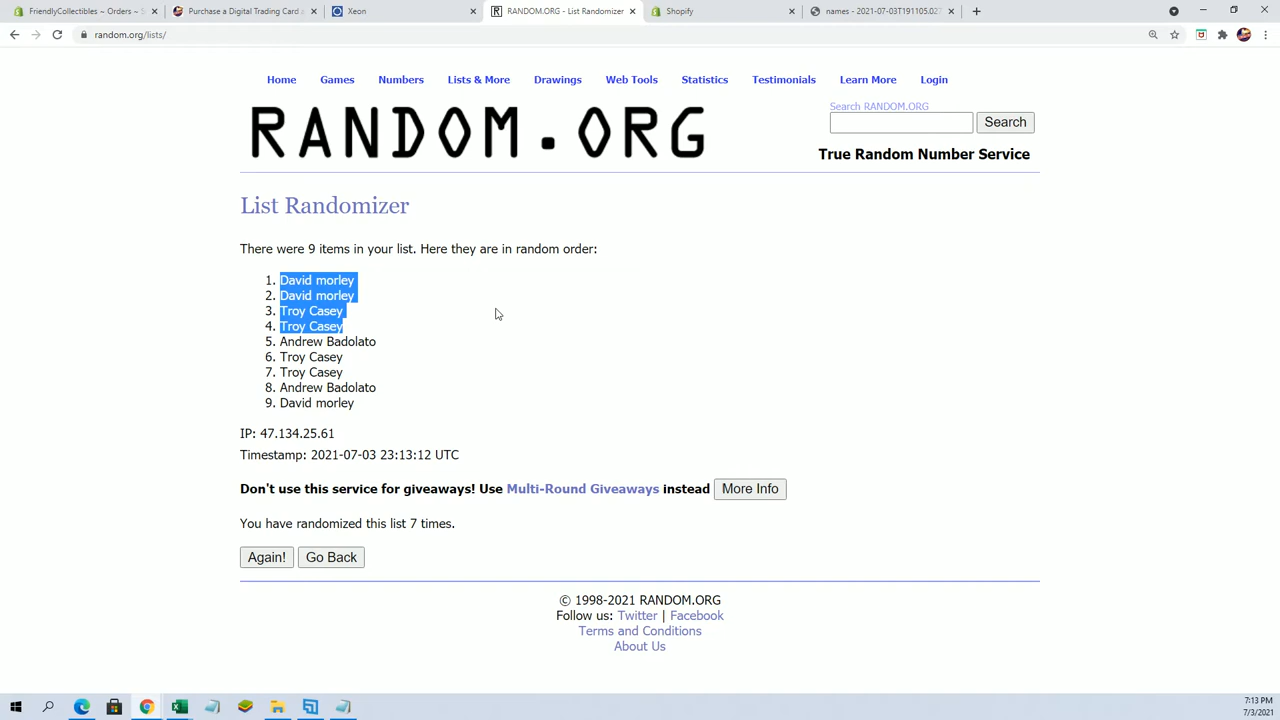 FriendlyCollectibles ~ Orders ~ S
Purchase a Digital Trading Card a
Xeon
RANDOM.ORG - List Randomizer
Shopify
names - 2021-07-03T191105.027
random.org/lists/
Home Games Numbers Lists & More Drawings Web Tools Statistics Testimonials Learn More Login
RANDOM.ORG
Search RANDOM.ORG
Search
True Random Number Service
List Randomizer
There were 9 items in your list. Here they are in random order:
1. David morley
2. David morley
3. Troy Casey
4. Troy Casey
5. Andrew Badolato
6. Troy Casey
7. Troy Casey
8. Andrew Badolato
9. David morley
IP: 47.134.25.61
Timestamp: 2021-07-03 23:13:12 UTC
Don't use this service for giveaways! Use Multi-Round Giveaways instead More Info
You have randomized this list 7 times.
Again! Go Back
© 1998-2021 RANDOM.ORG
Follow us: Twitter | Facebook
Terms and Conditions
About Us
7:13 PM
7/3/2021